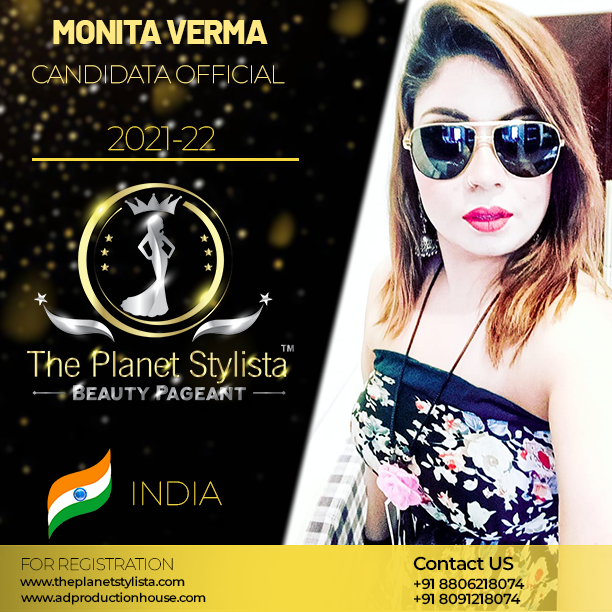 MONITA VERMA
CANDIDATA OFFICIAL
2021-22
The Planet Stylista™
BEAUTY PAGEANT
INDIA
FOR REGISTRATION
www.theplanetstylista.com
www.adproductionhouse.com
Contact US
+91 8806218074
+91 8091218074